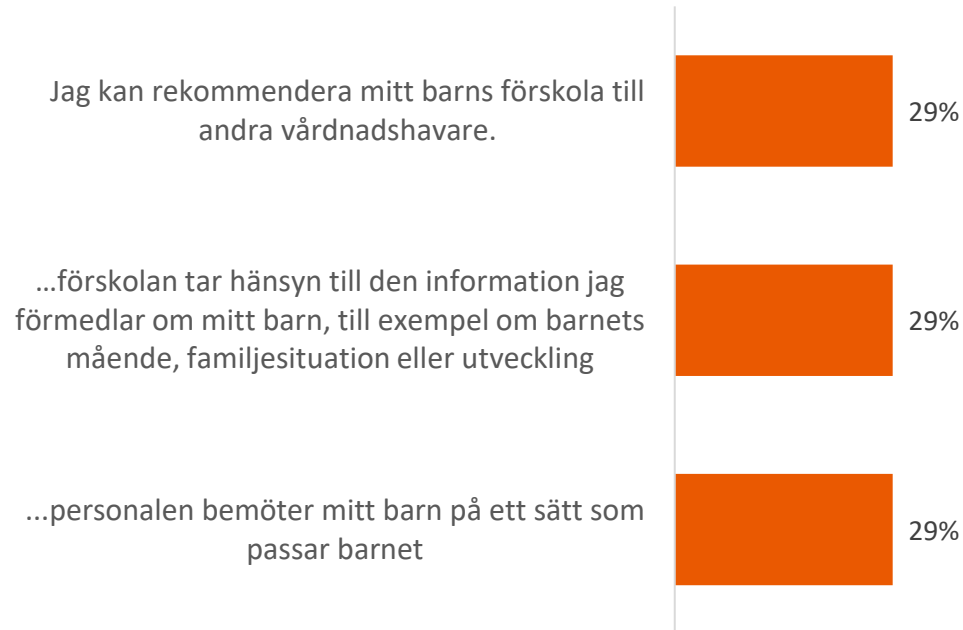 Jag kan rekommendera mitt barns förskola till
andra vårdnadshavare.
29%
...förskolan tar hänsyn till den information jag
förmedlar om mitt barn, till exempel om barnets
mående, familjesituation eller utveckling
29%
...personalen bemöter mitt barn på ett sätt som
passar barnet
29%